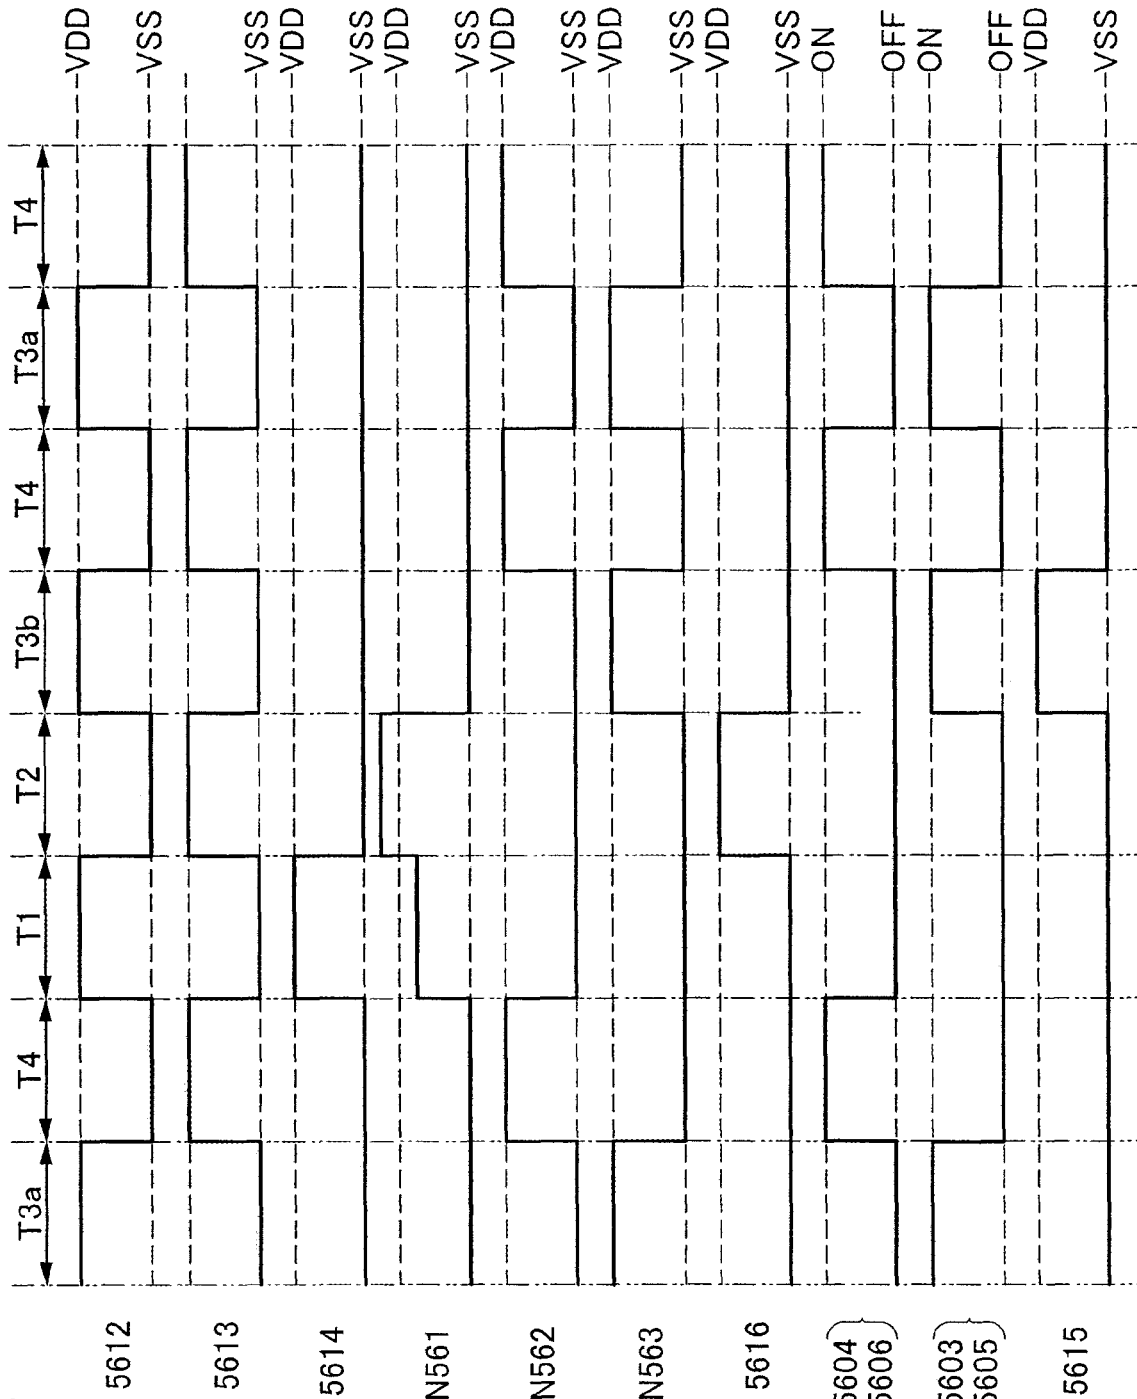 T3a T4 T1 T2 T3b T4 T3a T4
VDD
5612
VSS
5613
VSS
VDD
5614
VSS
VDD
N561
VSS
VDD
N562
VSS
VDD
N563
VSS
VDD
5616
VSS
ON
5604
5606
OFF
ON
5603
5605
OFF
VDD
5615
VSS